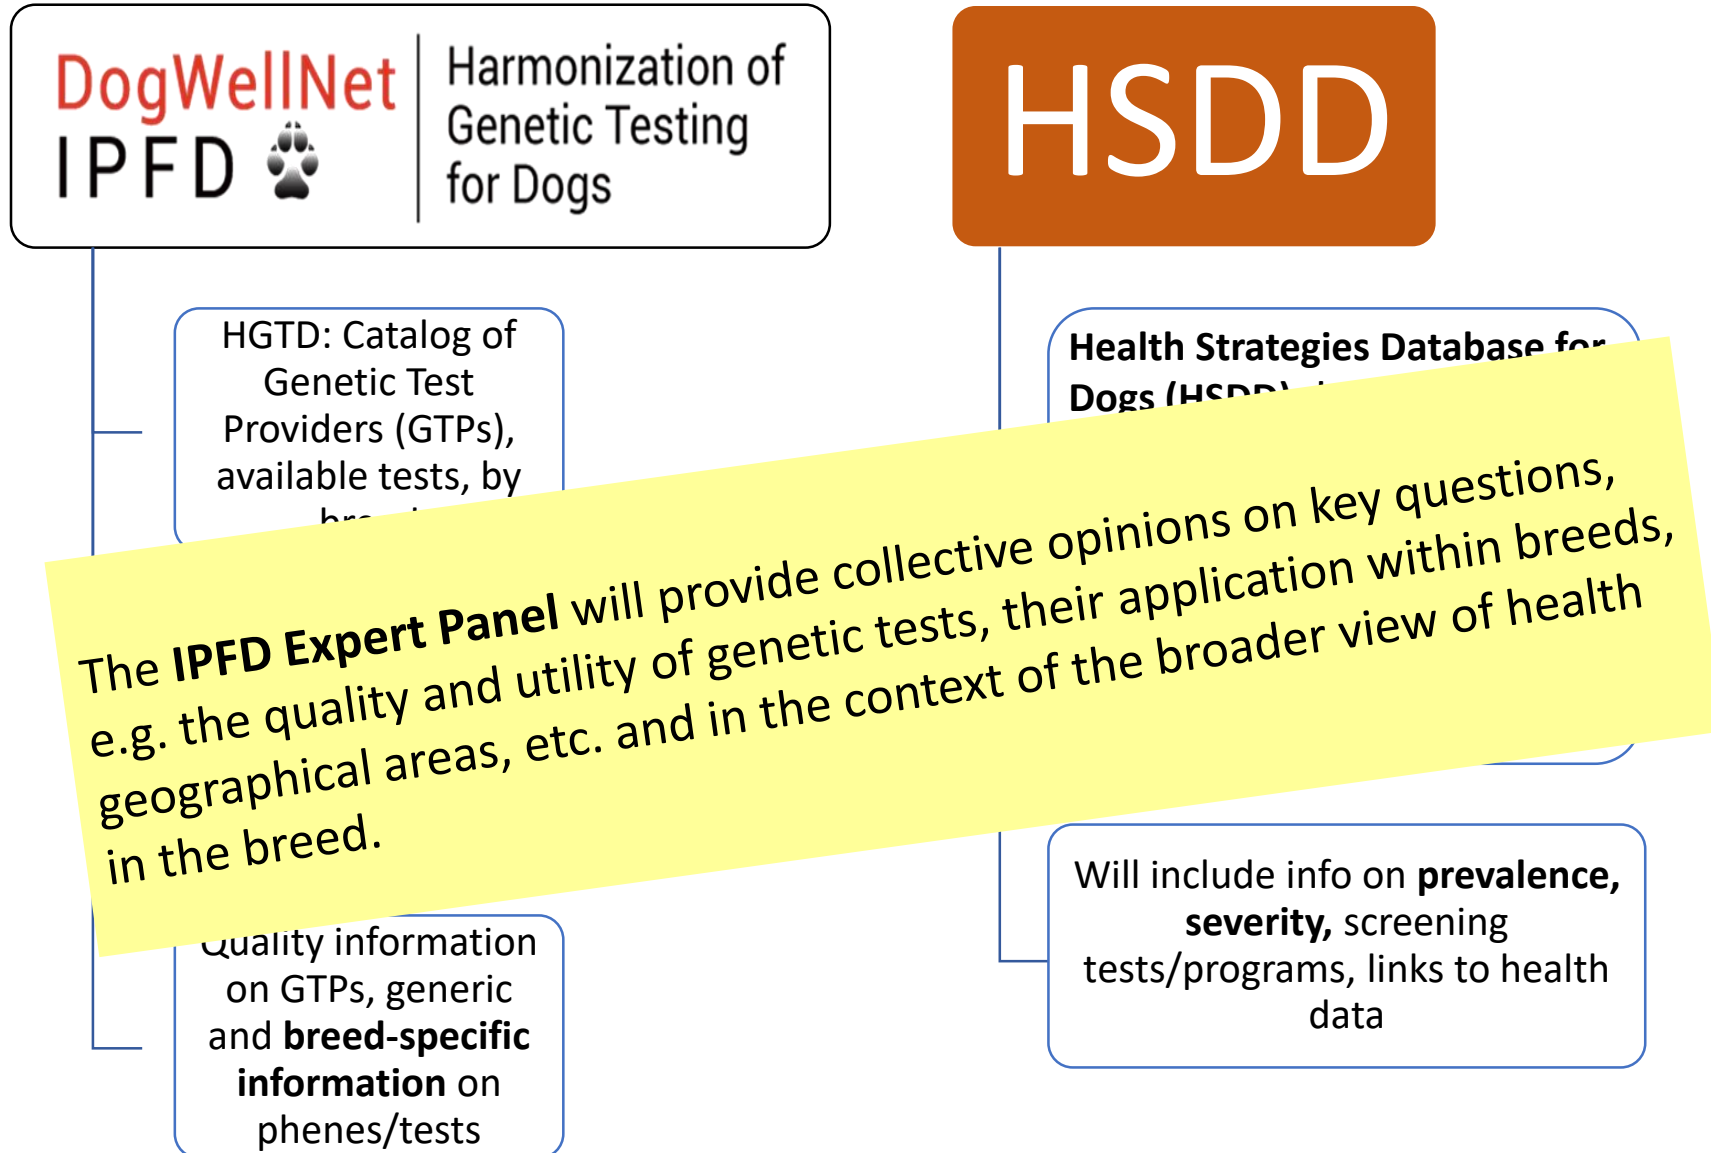 DogWellNet
IPFD
Harmonization of
Genetic Testing
for Dogs
HSDD
HGTD: Catalog of
Genetic Test
Providers (GTPs),
available tests, by
Health Strategies Database for
Dogs (HSDD)
The IPFD Expert Panel will provide collective opinions on key questions,
e.g. the quality and utility of genetic tests, their application within breeds,
geographical areas, etc. and in the context of the broader view of health
in the breed.
Quality information
on GTPs, generic
and breed-specific
information on
phenes/tests
Will include info on prevalence,
severity, screening
tests/programs, links to health
data